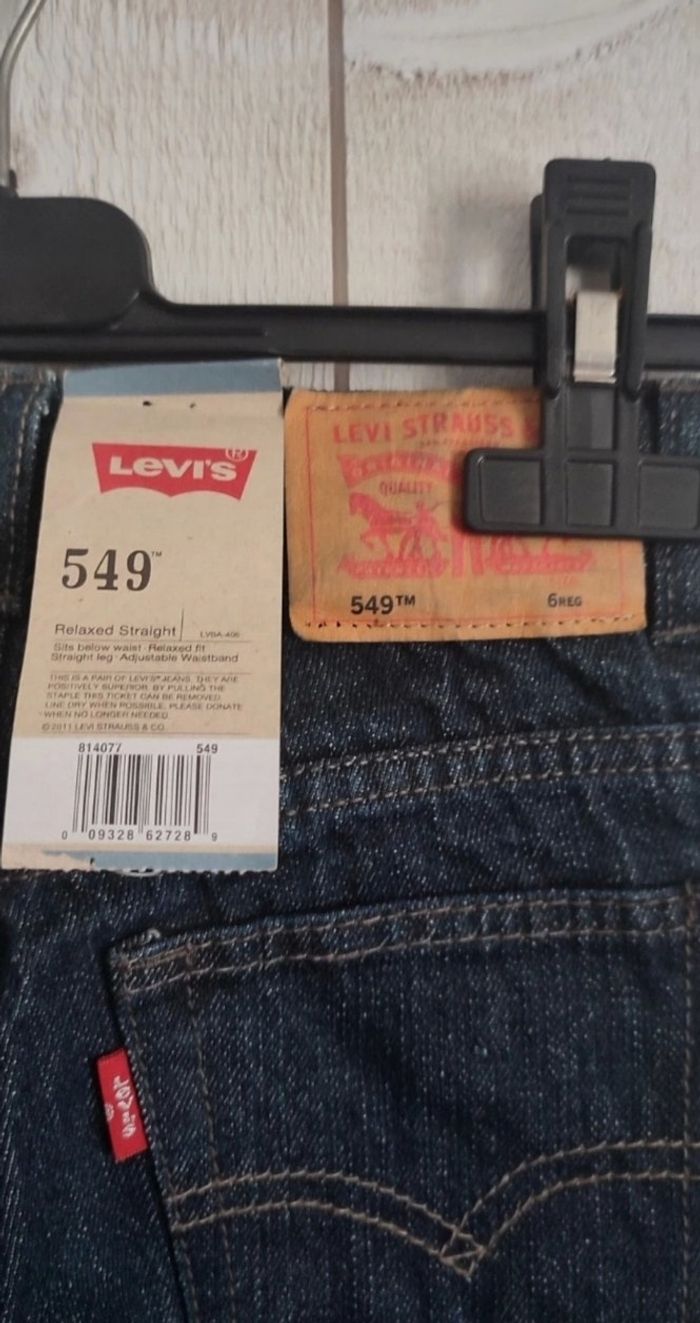 LEVI'S®
549™
Relaxed Straight
LVBA-406
Sits below waist · Relaxed fit
Straight leg · Adjustable Waistband
THIS IS A PAIR OF LEVI'S® JEANS. THEY ARE
POSITIVELY SUPERIOR. BY PULLING THE
STAPLE THIS TICKET CAN BE REMOVED.
LINE DRY WHEN POSSIBLE. PLEASE DONATE
WHEN NO LONGER NEEDED.
© 2011 LEVI STRAUSS & CO.
814077 549
0 09328 62728 9
LEVI STRAUSS
ORIGINAL
QUALITY
549™ 6REG
LEVI'S
®